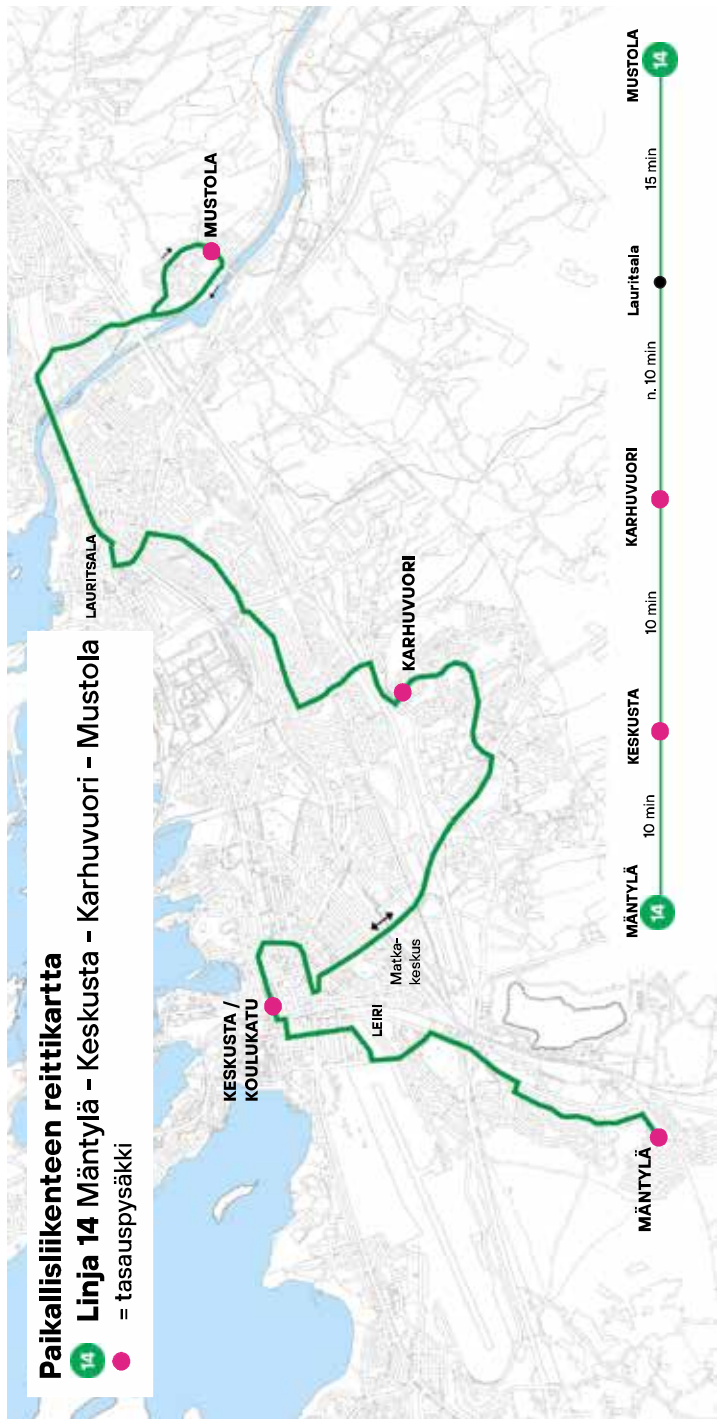 Paikallisliikenteen reittikartta
14 Linja 14 Mäntylä – Keskusta – Karhuvuori – Mustola
= tasauspysäkki
MÄNTYLÄ
LEIRI
KESKUSTA /
KOULUKATU
Matka-
keskus
KARHUVUORI
LAURITSALA
MUSTOLA
MÄNTYLÄ
14
10 min
KESKUSTA
10 min
KARHUVUORI
n. 10 min
Lauritsala
15 min
MUSTOLA
14